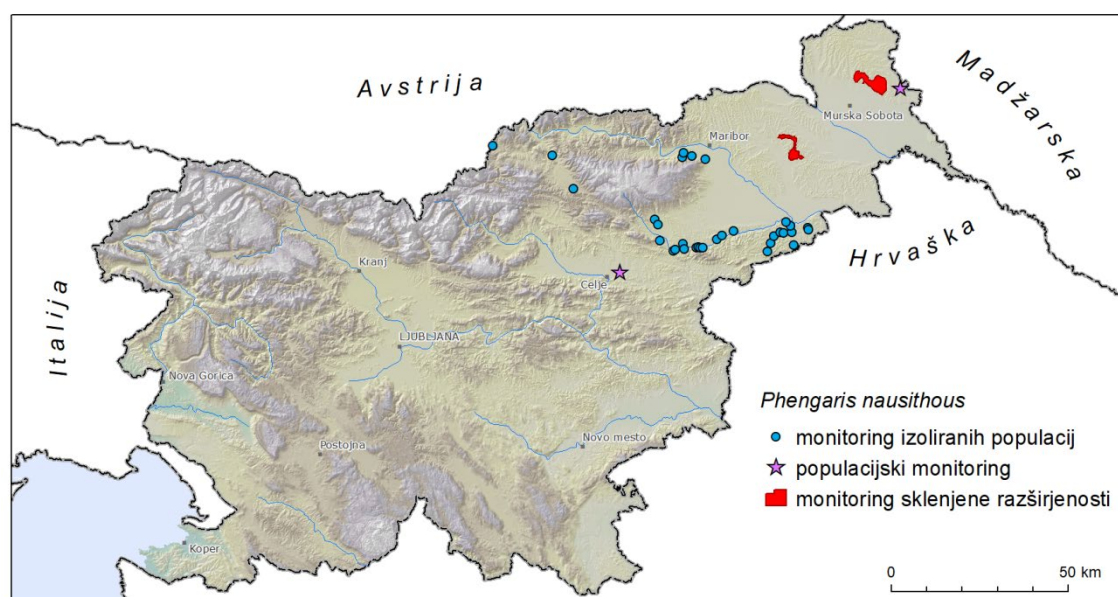 Avstrija
Madžarska
Murska Sobota
Maribor
Hrvaška
Kranj
Celje
Italija
LJUBLJANA
Nova Gorica
Phengaris nausithous
monitoring izoliranih populacij
Postojna
Novo mesto
populacijski monitoring
monitoring sklenjene razširjenosti
Koper
0 50 km